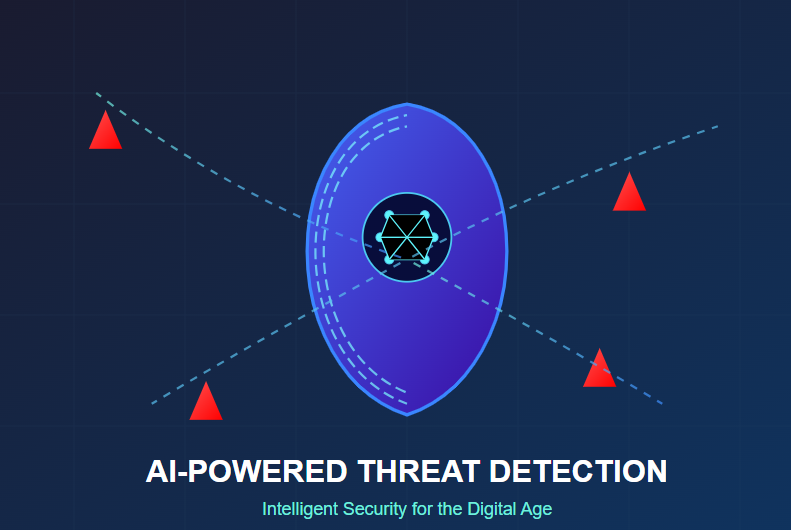 AI-POWERED THREAT DETECTION
Intelligent Security for the Digital Age